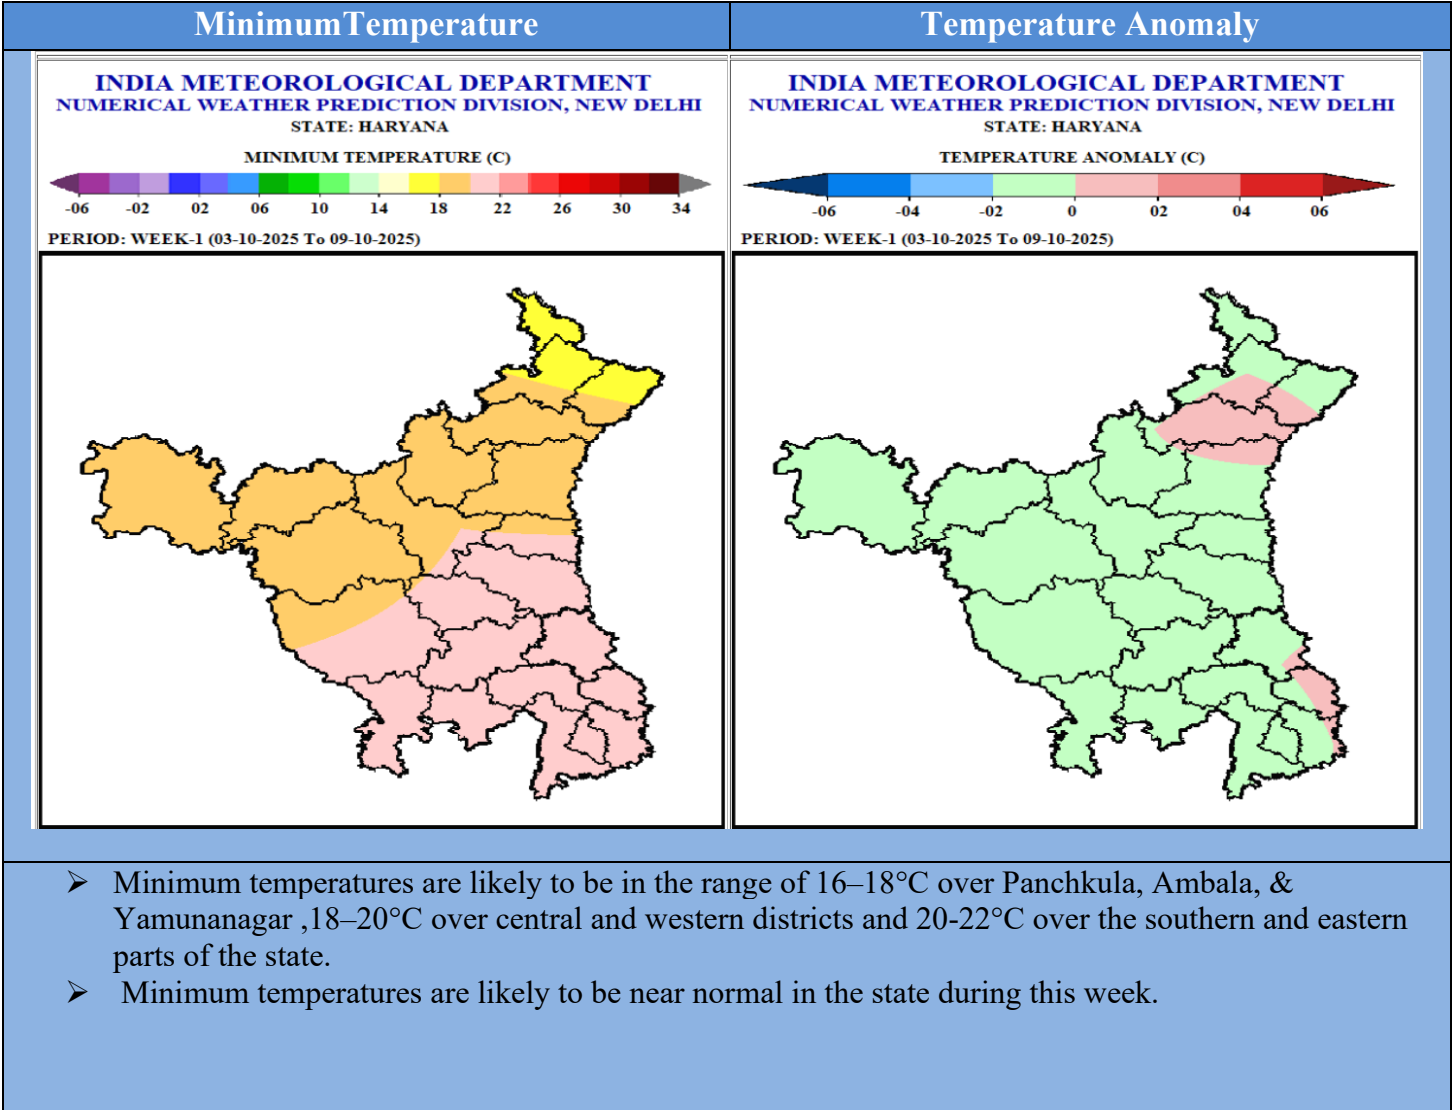 MinimumTemperature
Temperature Anomaly
INDIA METEOROLOGICAL DEPARTMENT
NUMERICAL WEATHER PREDICTION DIVISION, NEW DELHI
STATE: HARYANA
MINIMUM TEMPERATURE (C)
-06 -02 02 06 10 14 18 22 26 30 34
PERIOD: WEEK-1 (03-10-2025 To 09-10-2025)
INDIA METEOROLOGICAL DEPARTMENT
NUMERICAL WEATHER PREDICTION DIVISION, NEW DELHI
STATE: HARYANA
TEMPERATURE ANOMALY (C)
-06 -04 -02 0 02 04 06
PERIOD: WEEK-1 (03-10-2025 To 09-10-2025)
➢ Minimum temperatures are likely to be in the range of 16–18°C over Panchkula, Ambala, &
Yamunanagar ,18–20°C over central and western districts and 20-22°C over the southern and eastern
parts of the state.
➢ Minimum temperatures are likely to be near normal in the state during this week.